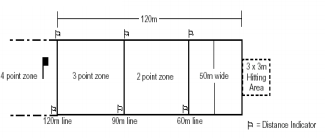 120m
4 point zone
3 point zone
2 point zone
50m wide
3 x 3m
Hitting
Area
120m line
90m line
60m line
= Distance Indicator